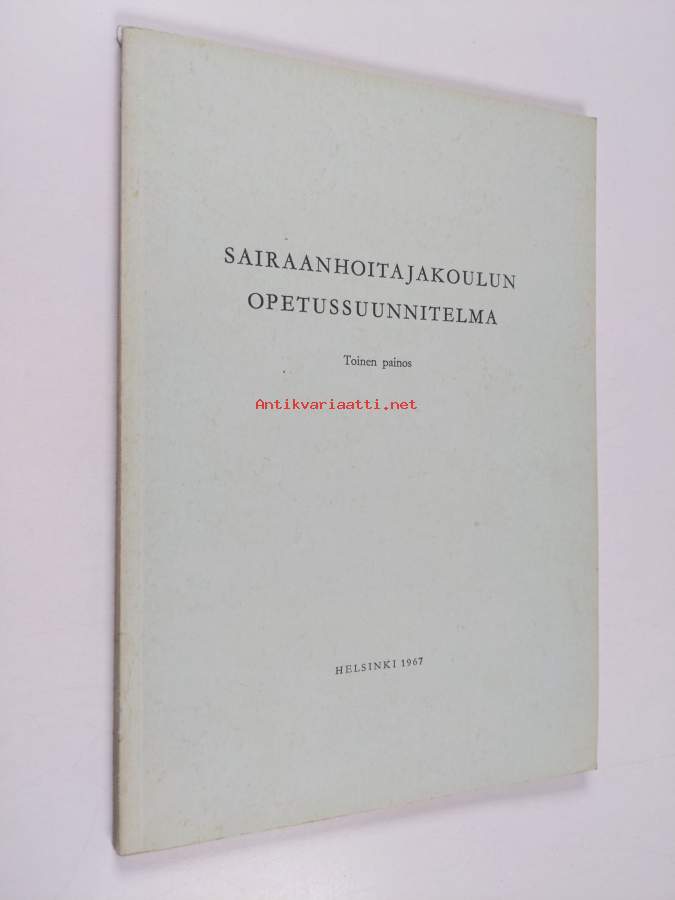 SAIRAANHOITAJAKOULUN
OPETUSSUUNNITELMA
Toinen painos
Antikvariaatti.net
HELSINKI 1967